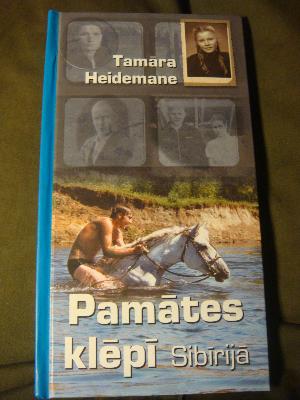 Tamāra
Heidemane
Pamātes
klēpī Sibīrijā